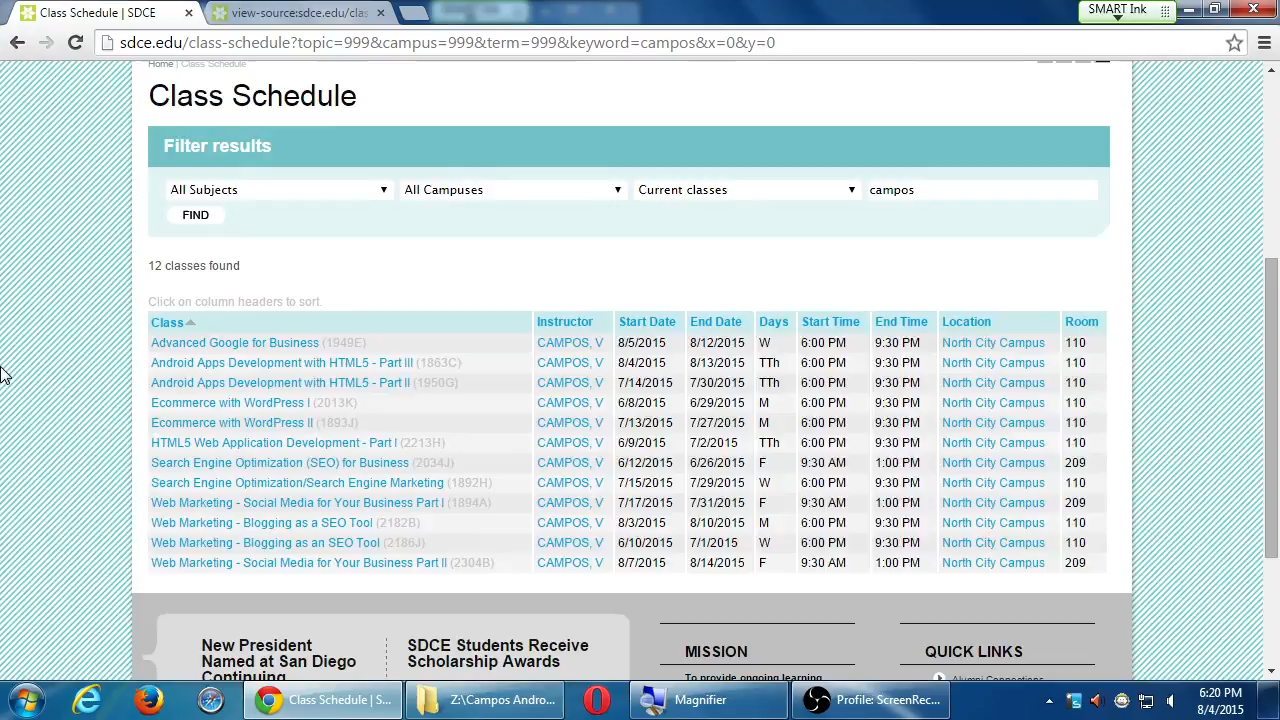 Class Schedule | SDCE
view-source:sdce.edu/clas
SMART Ink
sdce.edu/class-schedule?topic=999&campus=999&term=999&keyword=campos&x=0&y=0
Home | Class Schedule
Class Schedule
Filter results
All Subjects All Campuses Current classes campos
FIND
12 classes found
Click on column headers to sort.
Class Instructor Start Date End Date Days Start Time End Time Location Room
Advanced Google for Business (1949E) CAMPOS, V 8/5/2015 8/12/2015 W 6:00 PM 9:30 PM North City Campus 110
Android Apps Development with HTML5 - Part III (1863C) CAMPOS, V 8/4/2015 8/13/2015 TTh 6:00 PM 9:30 PM North City Campus 110
Android Apps Development with HTML5 - Part II (1950G) CAMPOS, V 7/14/2015 7/30/2015 TTh 6:00 PM 9:30 PM North City Campus 110
Ecommerce with WordPress I (2013K) CAMPOS, V 6/8/2015 6/29/2015 M 6:00 PM 9:30 PM North City Campus 110
Ecommerce with WordPress II (1893J) CAMPOS, V 7/13/2015 7/27/2015 M 6:00 PM 9:30 PM North City Campus 110
HTML5 Web Application Development - Part I (2213H) CAMPOS, V 6/9/2015 7/2/2015 TTh 6:00 PM 9:30 PM North City Campus 110
Search Engine Optimization (SEO) for Business (2034J) CAMPOS, V 6/12/2015 6/26/2015 F 9:30 AM 1:00 PM North City Campus 209
Search Engine Optimization/Search Engine Marketing (1892H) CAMPOS, V 7/15/2015 7/29/2015 W 6:00 PM 9:30 PM North City Campus 110
Web Marketing - Social Media for Your Business Part I (1894A) CAMPOS, V 7/17/2015 7/31/2015 F 9:30 AM 1:00 PM North City Campus 209
Web Marketing - Blogging as a SEO Tool (2182B) CAMPOS, V 8/3/2015 8/10/2015 M 6:00 PM 9:30 PM North City Campus 110
Web Marketing - Blogging as an SEO Tool (2186J) CAMPOS, V 6/10/2015 7/1/2015 W 6:00 PM 9:30 PM North City Campus 110
Web Marketing - Social Media for Your Business Part II (2304B) CAMPOS, V 8/7/2015 8/14/2015 F 9:30 AM 1:00 PM North City Campus 209
New President
Named at San Diego
Continuing
SDCE Students Receive
Scholarship Awards
MISSION
To provide ongoing learning
QUICK LINKS
Alumni Connections
Class Schedule | S...
Z:\Campos Andro...
Magnifier
Profile: ScreenRec...
6:20 PM
8/4/2015